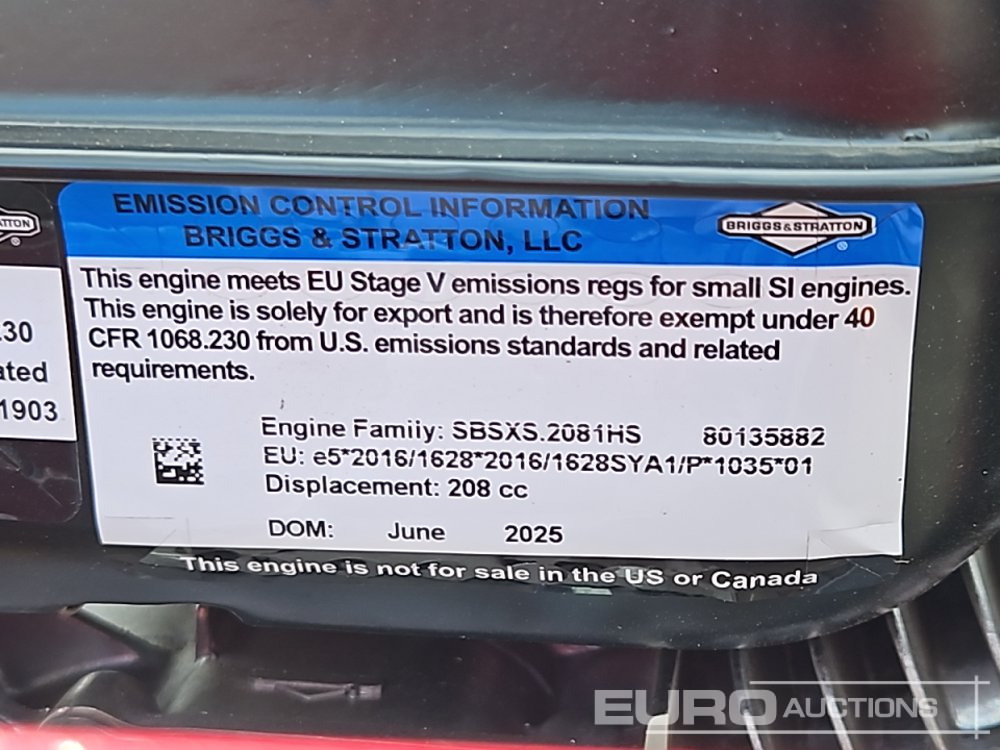 EMISSION CONTROL INFORMATION
BRIGGS & STRATTON, LLC
BRIGGS&STRATTON
®
This engine meets EU Stage V emissions regs for small SI engines.
This engine is solely for export and is therefore exempt under 40
CFR 1068.230 from U.S. emissions standards and related
requirements.
Engine Family: SBSXS.2081HS 80135882
EU: e5*2016/1628*2016/1628SYA1/P*1035*01
Displacement: 208 cc
DOM: June 2025
This engine is not for sale in the US or Canada
1903
EURO AUCTIONS